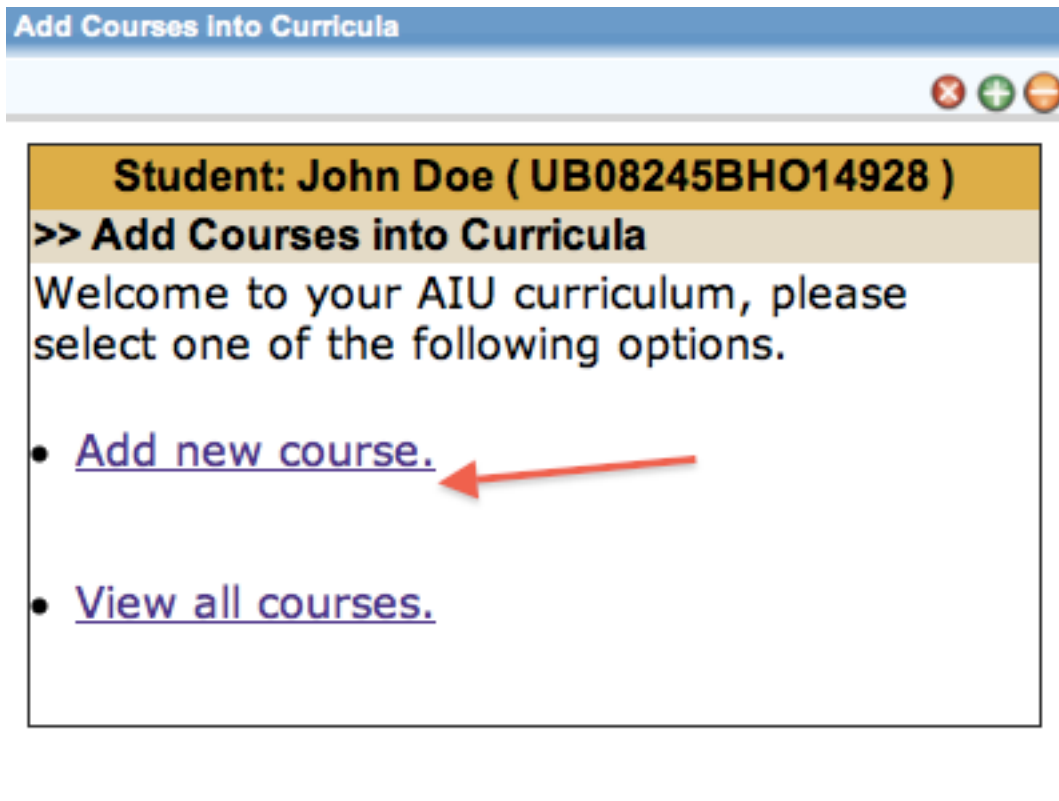 Add Courses into Curricula
Student: John Doe ( UB08245BHO14928 )
>> Add Courses into Curricula
Welcome to your AIU curriculum, please
select one of the following options.
Add new course.
View all courses.